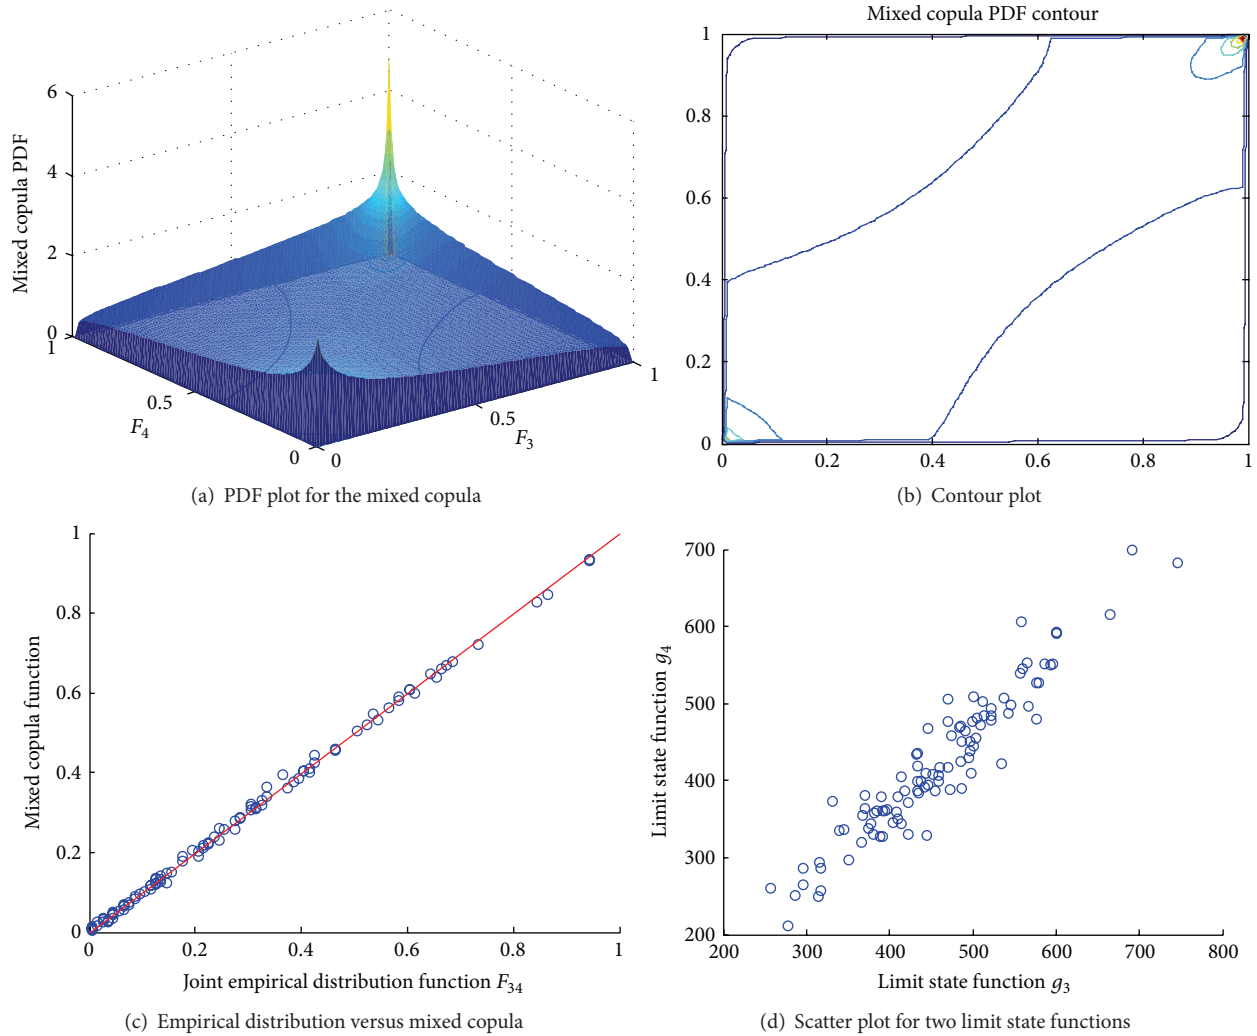 6
4
2
0
Mixed copula PDF
1
0.5
0
F4
0
0.5
1
F3
(a) PDF plot for the mixed copula
Mixed copula PDF contour
1
0.8
0.6
0.4
0.2
0
0 0.2 0.4 0.6 0.8 1
(b) Contour plot
1
0.8
0.6
0.4
0.2
0
Mixed copula function
0 0.2 0.4 0.6 0.8 1
Joint empirical distribution function F34
(c) Empirical distribution versus mixed copula
700
600
500
400
300
200
Limit state function g4
200 300 400 500 600 700 800
Limit state function g3
(d) Scatter plot for two limit state functions